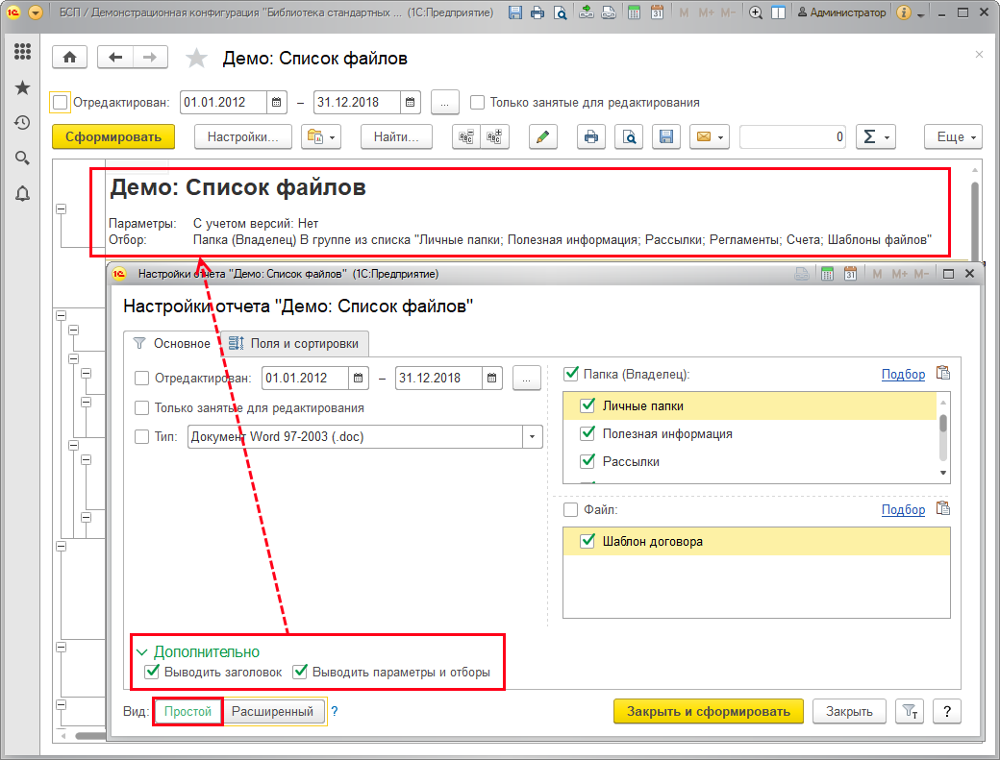 БСП / Демонстрационная конфигурация "Библиотека стандартных ... (1С:Предприятие)
M M+ M-
Администратор
Демо: Список файлов
Отредактирован: 01.01.2012 – 31.12.2018 ... Только занятые для редактирования
Сформировать Настройки... Найти... 0 Σ Еще
Демо: Список файлов
Параметры: С учетом версий: Нет
Отбор: Папка (Владелец) В группе из списка "Личные папки; Полезная информация; Рассылки; Регламенты; Счета; Шаблоны файлов"
Настройки отчета "Демо: Список файлов" (1С:Предприятие) M M+ M-
Настройки отчета "Демо: Список файлов"
Основное Поля и сортировки
Отредактирован: 01.01.2012 – 31.12.2018 ...
Только занятые для редактирования
Тип: Документ Word 97-2003 (.doc)
Папка (Владелец): Подбор
Личные папки
Полезная информация
Рассылки
Файл: Подбор
Шаблон договора
Дополнительно
Выводить заголовок Выводить параметры и отборы
Вид: Простой Расширенный ? Закрыть и сформировать Закрыть ?